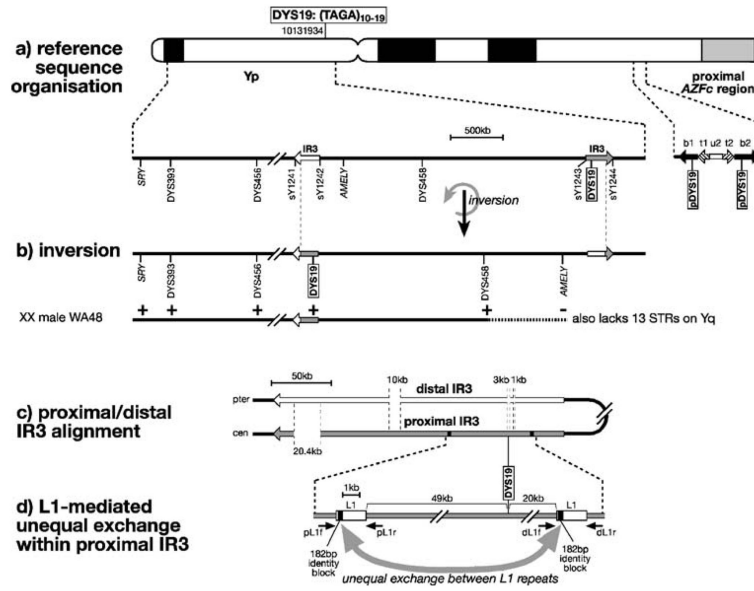 DYS19: (TAGA)10-19
10131934
a) reference
sequence
organisation
Yp
proximal
AZFc region
500kb
IR3
IR3
b1 t1 u2 t2 b2
SRY
DYS393
DYS456
sY1241
sY1242
AMELY
DYS458
sY1243
DYS19
sY1244
pDYS19
pDYS19
inversion
b) inversion
SRY
DYS393
DYS456
DYS19
DYS458
AMELY
XX male WA48
+ + + + + -
also lacks 13 STRs on Yq
50kb
10kb
3kb 1kb
pter
distal IR3
c) proximal/distal
IR3 alignment
proximal IR3
cen
20.4kb
DYS19
d) L1-mediated
unequal exchange
within proximal IR3
1kb
L1
49kb
20kb
L1
pL1f
pL1r
dL1f
dL1r
182bp
identity
block
182bp
identity
block
unequal exchange between L1 repeats